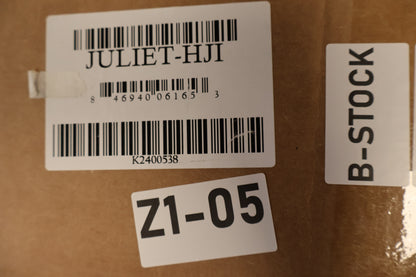 JULIET-HJI
8 46940 06165 3
K2400538
Z1-05
B-STOCK